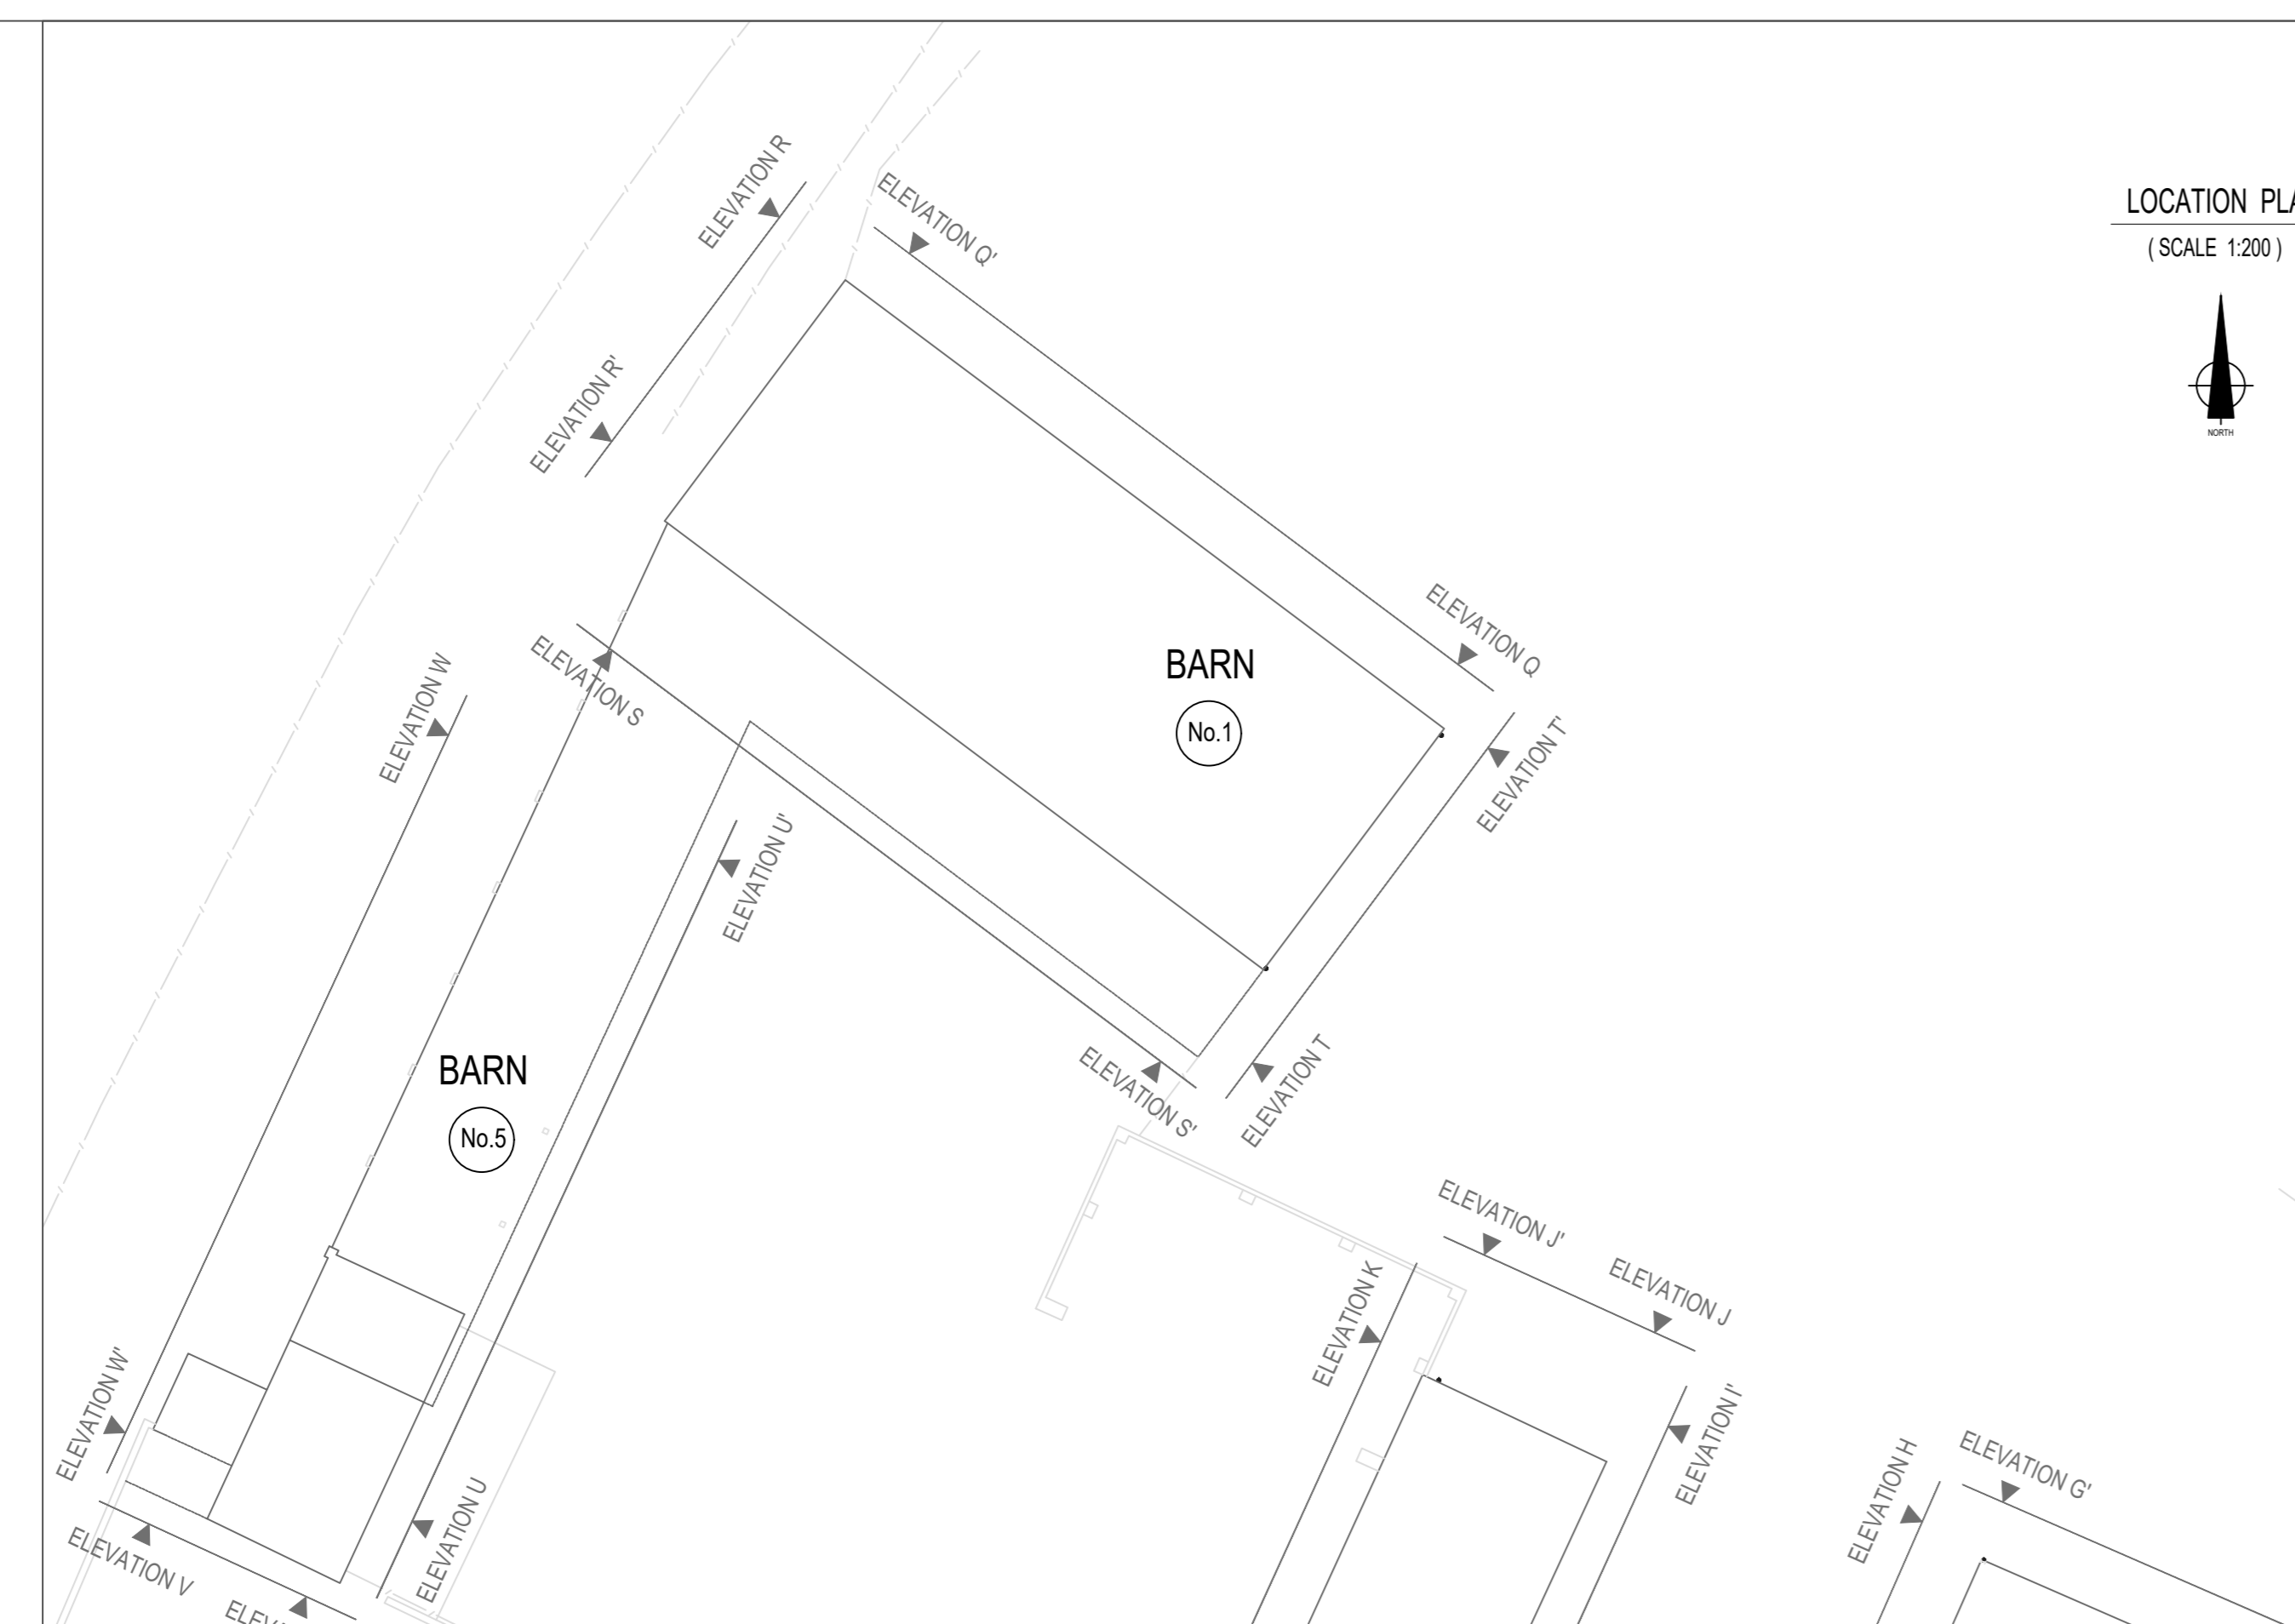 ELEVATION R
ELEVATION Q'
LOCATION PLA
( SCALE 1:200 )
NORTH
ELEVATION R'
ELEVATION Q
BARN
No.1
ELEVATION S
ELEVATION W
ELEVATION T'
ELEVATION U'
BARN
No.5
ELEVATION S'
ELEVATION T
ELEVATION J'
ELEVATION J
ELEVATION K
ELEVATION W'
ELEVATION I'
ELEVATION H
ELEVATION G'
ELEVATION U
ELEVATION V